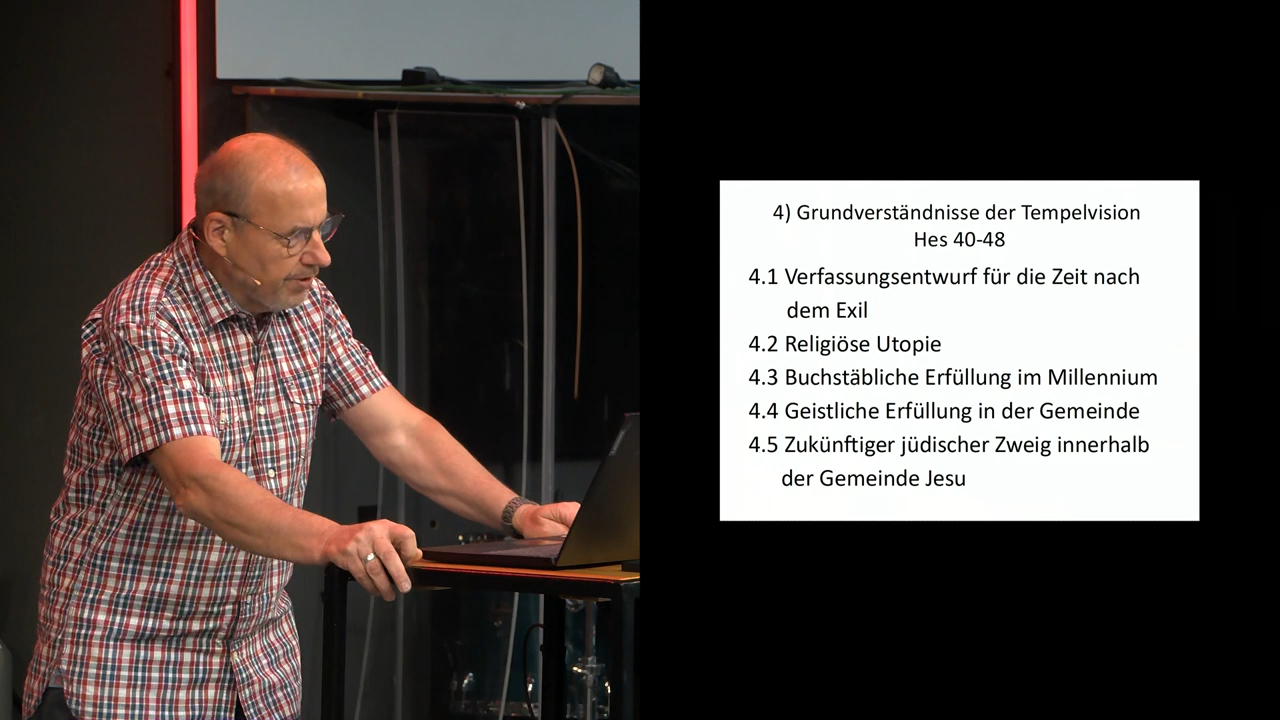 4) Grundverständnisse der Tempelvision
Hes 40-48
4.1 Verfassungsentwurf für die Zeit nach
dem Exil
4.2 Religiöse Utopie
4.3 Buchstäbliche Erfüllung im Millennium
4.4 Geistliche Erfüllung in der Gemeinde
4.5 Zukünftiger jüdischer Zweig innerhalb
der Gemeinde Jesu